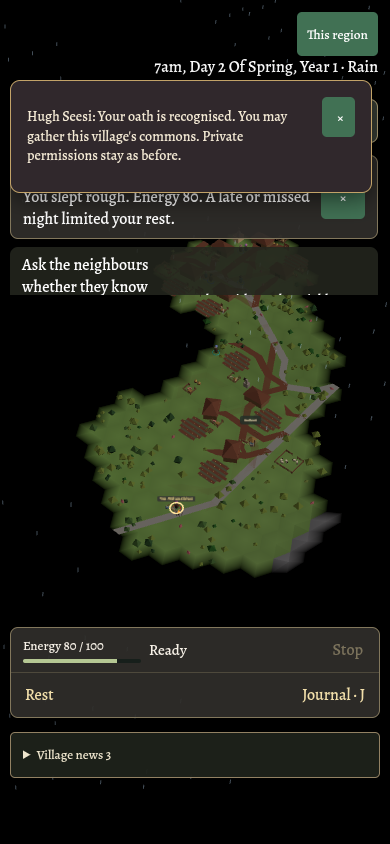 This region
7am, Day 2 Of Spring, Year 1 · Rain
Hugh Seesi: Your oath is recognised. You may
gather this village's commons. Private
permissions stay as before.
×
You slept rough. Energy 80. A late or missed
night limited your rest.
×
Ask the neighbours
whether they know
Energy 80 / 100
Ready
Stop
Rest
Journal · J
▶ Village news 3